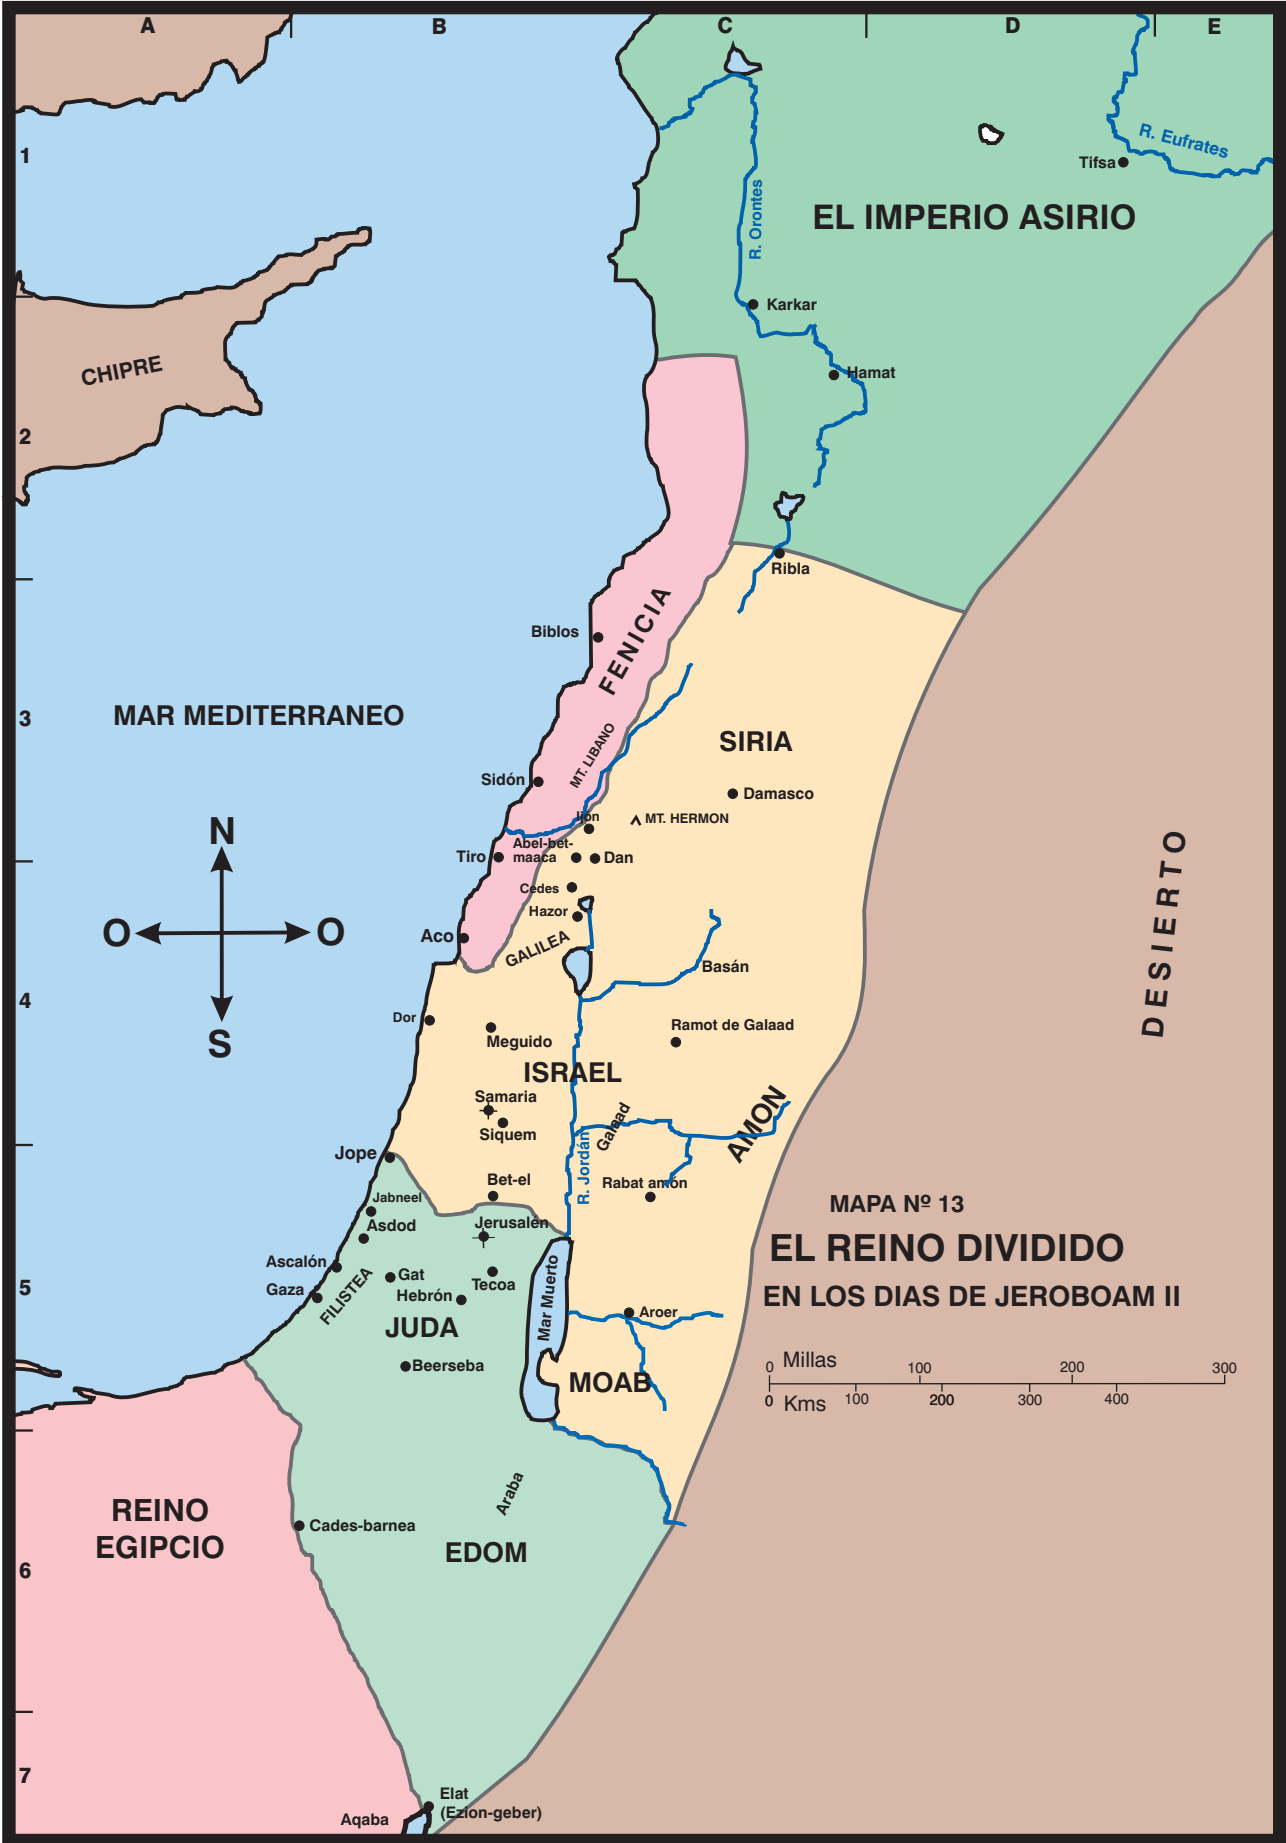 A
B
C
D
E
1
R. Eufrates
Tifsa
EL IMPERIO ASIRIO
R. Orontes
Karkar
CHIPRE
Hamat
2
Ribla
Biblos
FENICIA
3
MAR MEDITERRANEO
SIRIA
MT. LIBANO
Sidón
Damasco
Ijón
MT. HERMON
N
O
O
S
Abel-bet-
maaca
Tiro
Dan
Cedes
Hazor
Aco
GALILEA
Basán
DESIERTO
4
Dor
Meguido
Ramot de Galaad
ISRAEL
Samaria
Siquem
Galaad
AMON
R. Jordán
Jope
Bet-el
Rabat amón
Jabneel
Asdod
Jerusalén
MAPA Nº 13
EL REINO DIVIDIDO
EN LOS DIAS DE JEROBOAM II
Ascalón
Gaza
FILISTEA
Gat
Hebrón
Tecoa
5
Mar Muerto
Aroer
JUDA
Beerseba
MOAB
0 Millas 100 200 300
0 Kms 100 200 300 400
REINO
EGIPCIO
Araba
Cades-barnea
EDOM
6
7
Elat
(Ezion-geber)
Aqaba